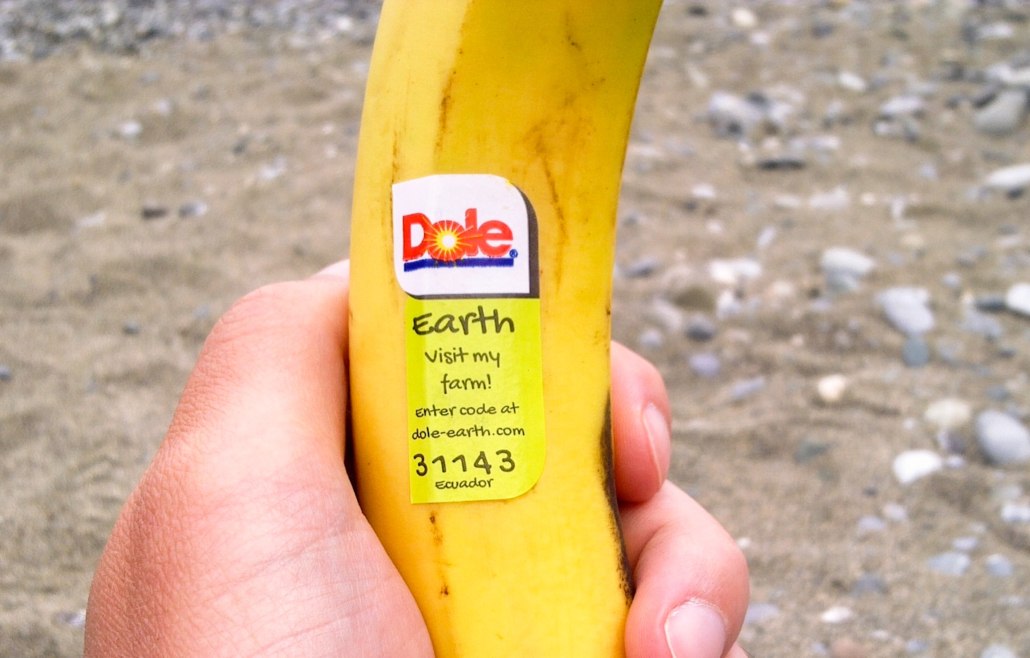 Dole®
Earth
Visit my
farm!
Enter code at
dole-earth.com
31143
Ecuador